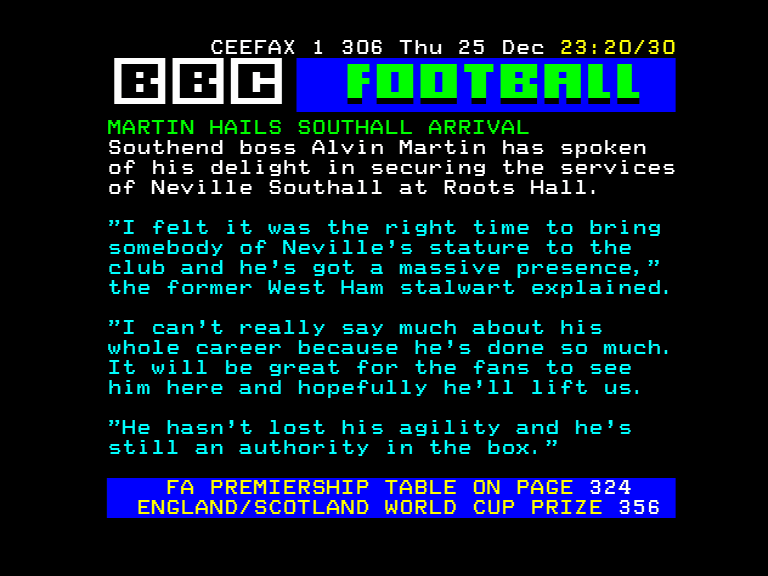 CEEFAX 1 306 Thu 25 Dec 23:20/30
BBC FOOTBALL
MARTIN HAILS SOUTHALL ARRIVAL
Southend boss Alvin Martin has spoken
of his delight in securing the services
of Neville Southall at Roots Hall.
”I felt it was the right time to bring
somebody of Neville’s stature to the
club and he’s got a massive presence,”
the former West Ham stalwart explained.
”I can’t really say much about his
whole career because he’s done so much.
It will be great for the fans to see
him here and hopefully he’ll lift us.
”He hasn’t lost his agility and he’s
still an authority in the box.”
FA PREMIERSHIP TABLE ON PAGE 324
ENGLAND/SCOTLAND WORLD CUP PRIZE 356